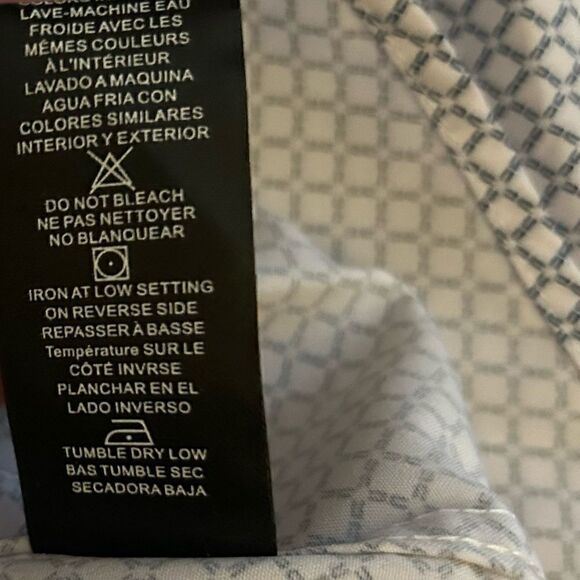 LAVE-MACHINE EAU
FROIDE AVEC LES
MÊMES COULEURS
À L'INTÉRIEUR
LAVADO A MAQUINA
AGUA FRIA CON
COLORES SIMILARES
INTERIOR Y EXTERIOR
DO NOT BLEACH
NE PAS NETTOYER
NO BLANQUEAR
IRON AT LOW SETTING
ON REVERSE SIDE
REPASSER À BASSE
Température SUR LE
CÔTÉ INVRSE
PLANCHAR EN EL
LADO INVERSO
TUMBLE DRY LOW
BAS TUMBLE SEC
SECADORA BAJA